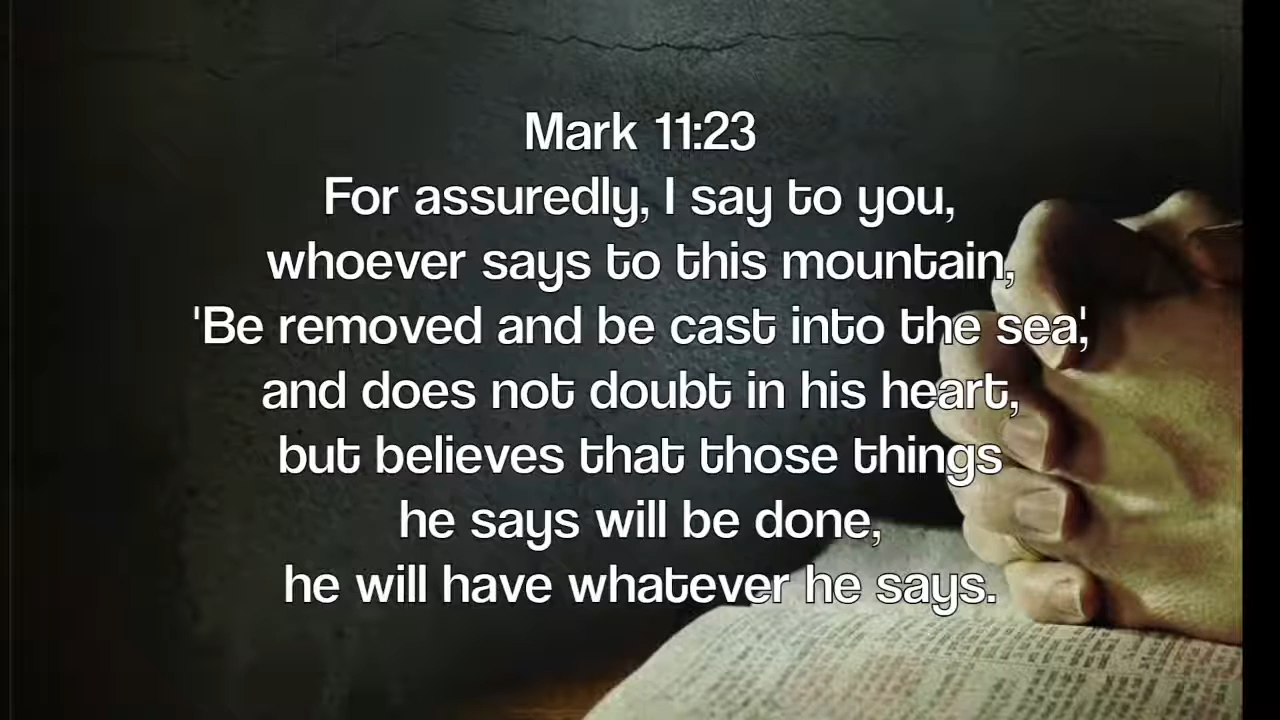 Mark 11:23
For assuredly, I say to you,
whoever says to this mountain,
'Be removed and be cast into the sea,'
and does not doubt in his heart,
but believes that those things
he says will be done,
he will have whatever he says.